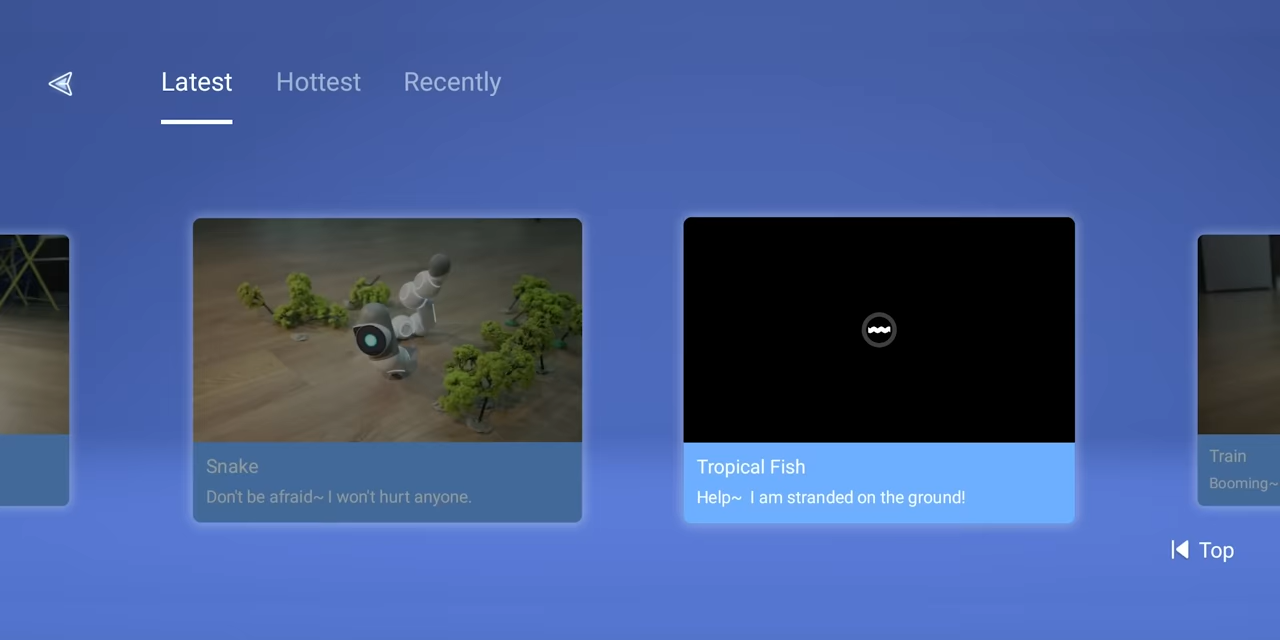 Latest Hottest Recently
Snake
Don't be afraid~ I won't hurt anyone.
Tropical Fish
Help~  I am stranded on the ground!
Train
Booming~
Top